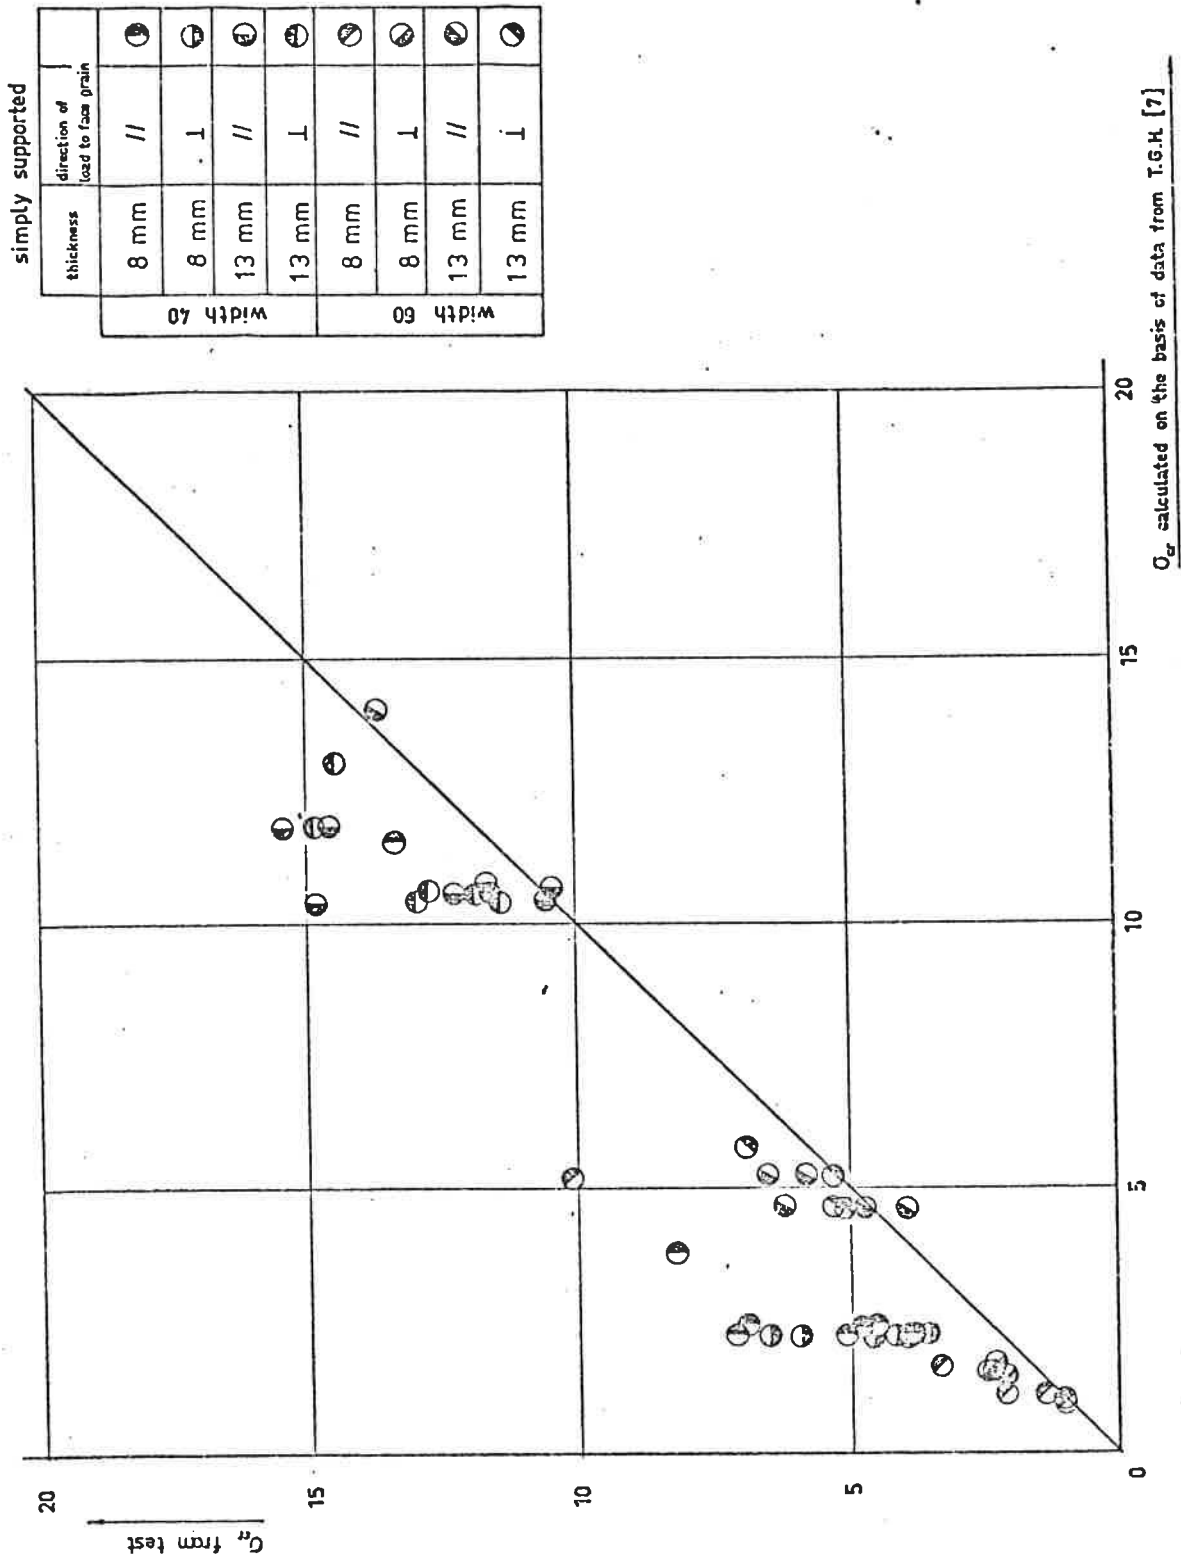 simply supported
thickness
direction of load to face grain
width 40
8 mm //
8 mm ⊥
13 mm //
13 mm ⊥
width 60
8 mm //
8 mm ⊥
13 mm //
13 mm ⊥
σcr from test
20
15
10
5
0
5
10
15
20
σcr calculated on the basis of data from T.G.H. [7]